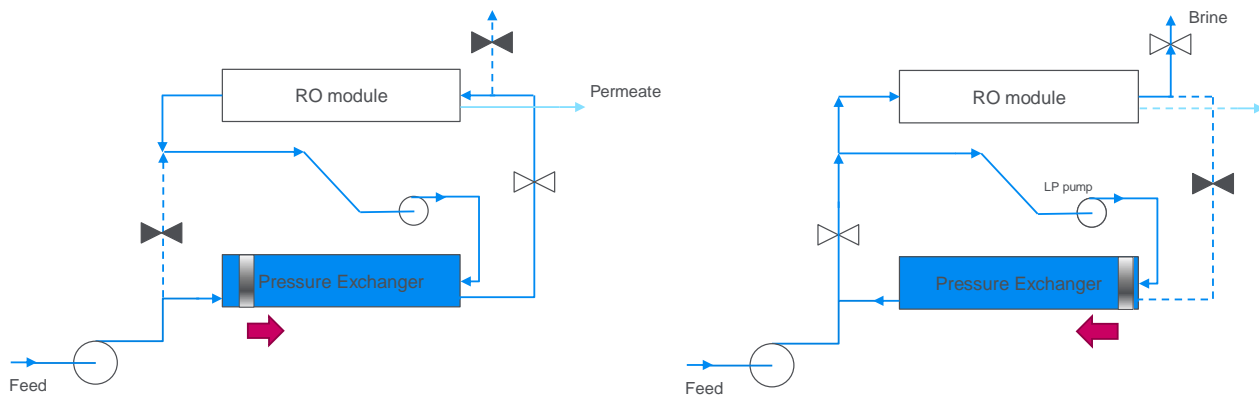 Brine
RO module
Permeate
RO module
LP pump
Pressure Exchanger
Pressure Exchanger
Feed
Feed